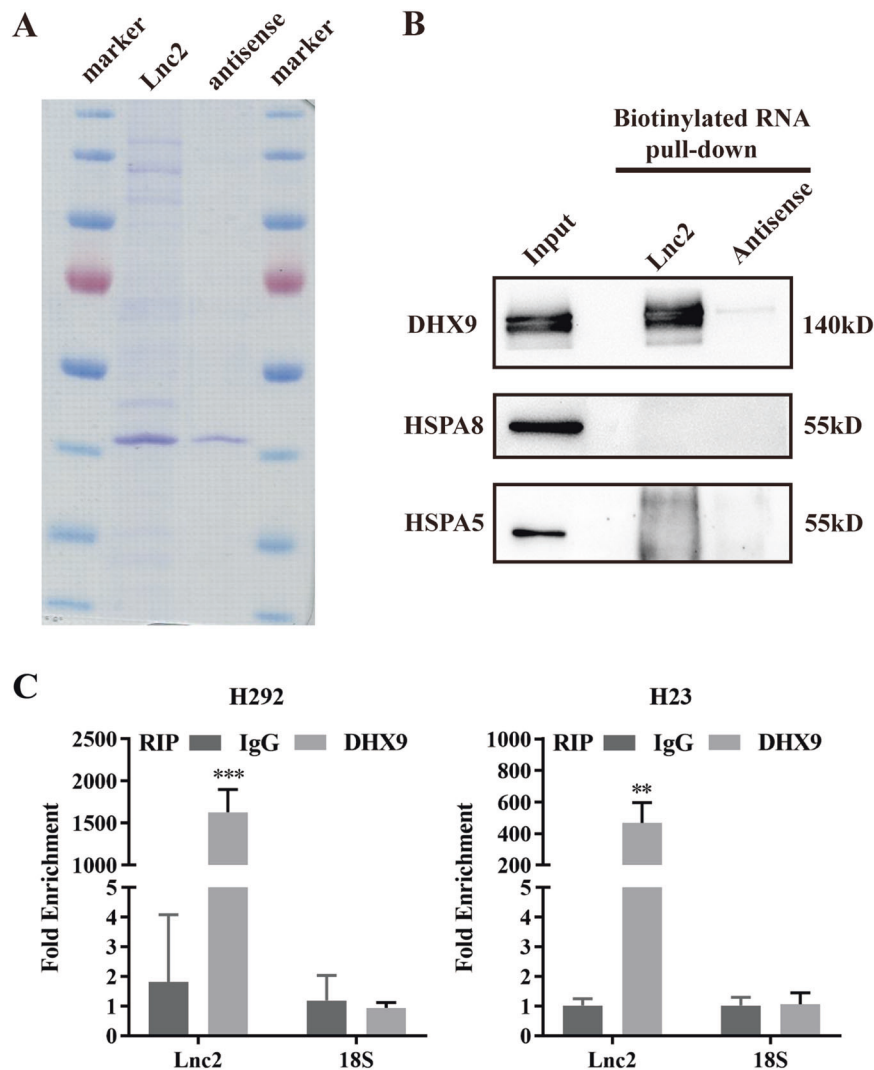 A
marker
Lnc2
antisense
marker
B
Biotinylated RNA
pull-down
Input
Lnc2
Antisense
DHX9
140kD
HSPA8
55kD
HSPA5
55kD
C
H292
RIP IgG DHX9
Fold Enrichment
2500
2000
1500
1000
5
4
3
2
1
0
***
Lnc2 18S
H23
RIP IgG DHX9
Fold Enrichment
1000
800
600
400
200
5
4
3
2
1
0
**
Lnc2 18S